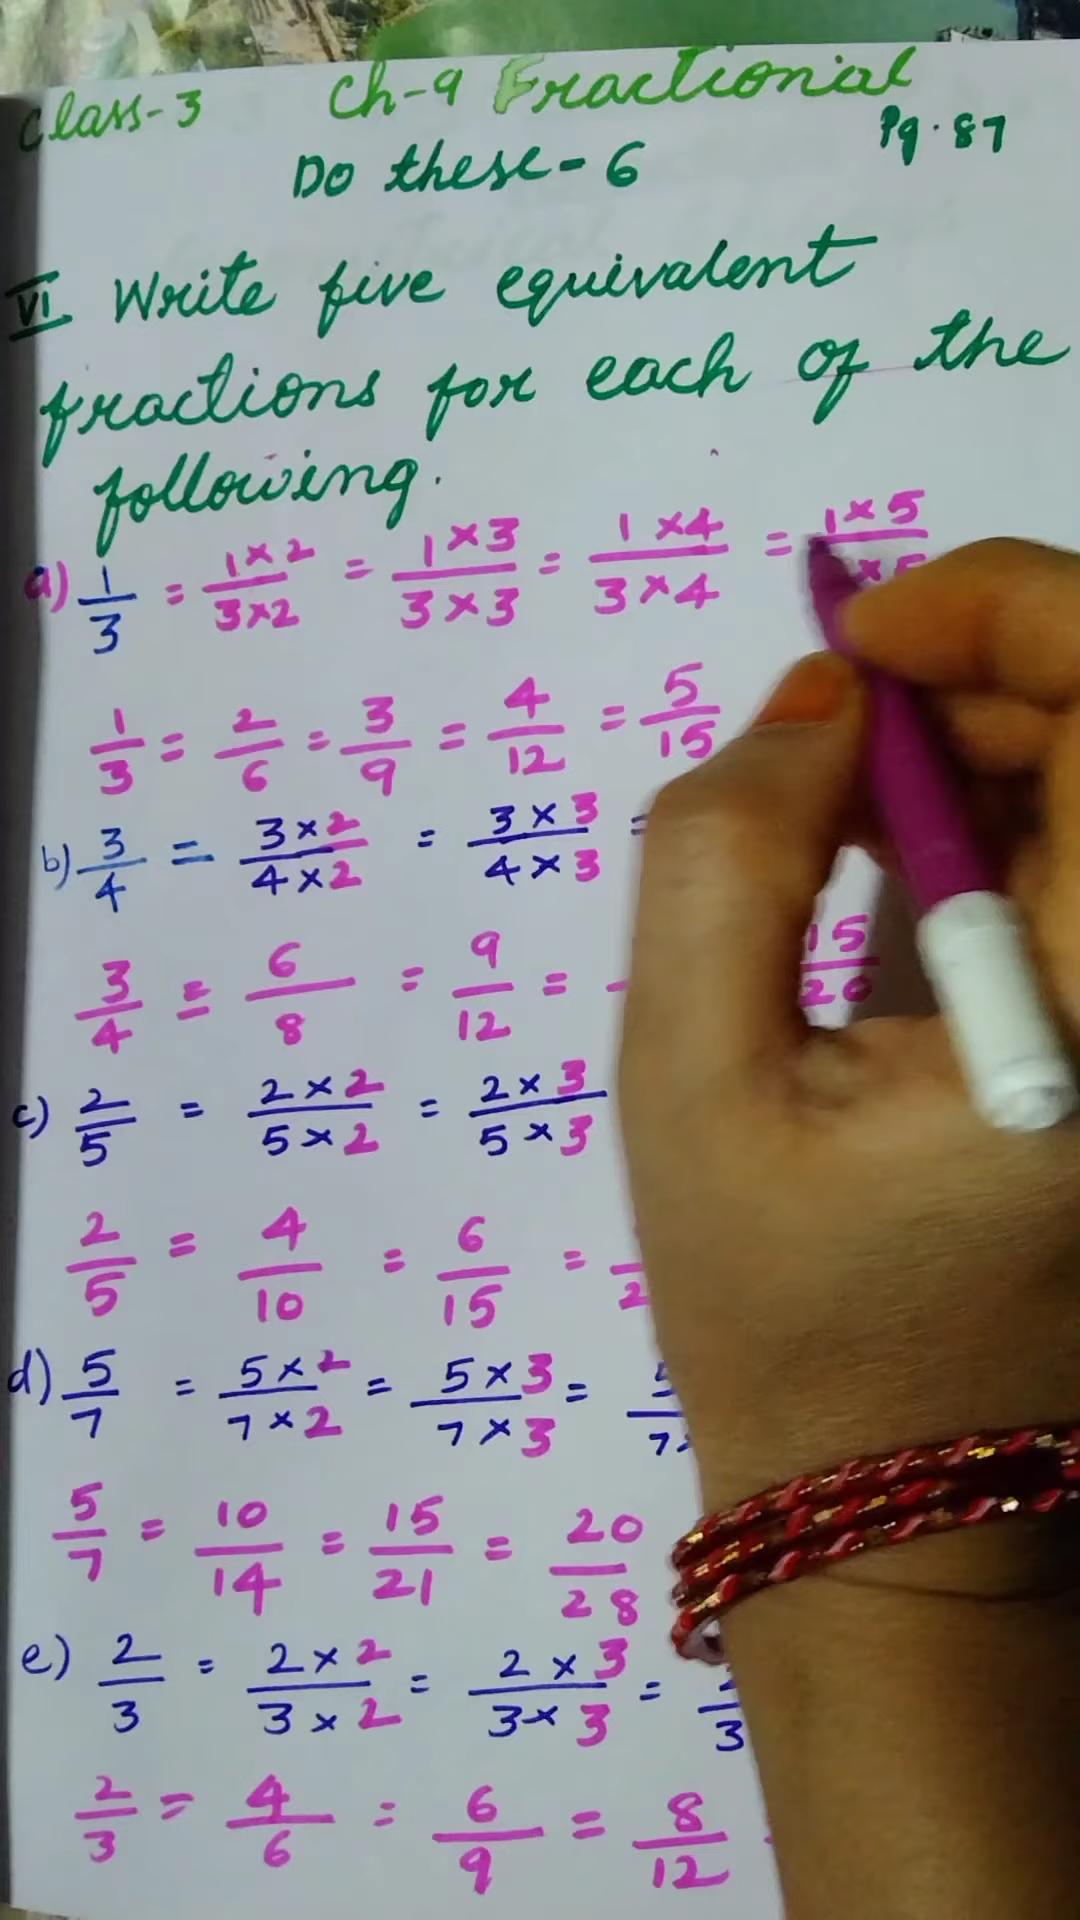 Class-3 Ch-9 Fractional
Do these-6 Pg.87
VI Write five equivalent
fractions for each of the
following.
a) 1/3 = 1×2/3×2 = 1×3/3×3 = 1×4/3×4 = 1×5/×5
1/3 = 2/6 = 3/9 = 4/12 = 5/15
b) 3/4 = 3×2/4×2 = 3×3/4×3 =
3/4 = 6/8 = 9/12 = 15/20
c) 2/5 = 2×2/5×2 = 2×3/5×3
2/5 = 4/10 = 6/15 =
d) 5/7 = 5×2/7×2 = 5×3/7×3 = 5/7×
5/7 = 10/14 = 15/21 = 20/28
e) 2/3 = 2×2/3×2 = 2×3/3×3 = 2/3
2/3 = 4/6 = 6/9 = 8/12